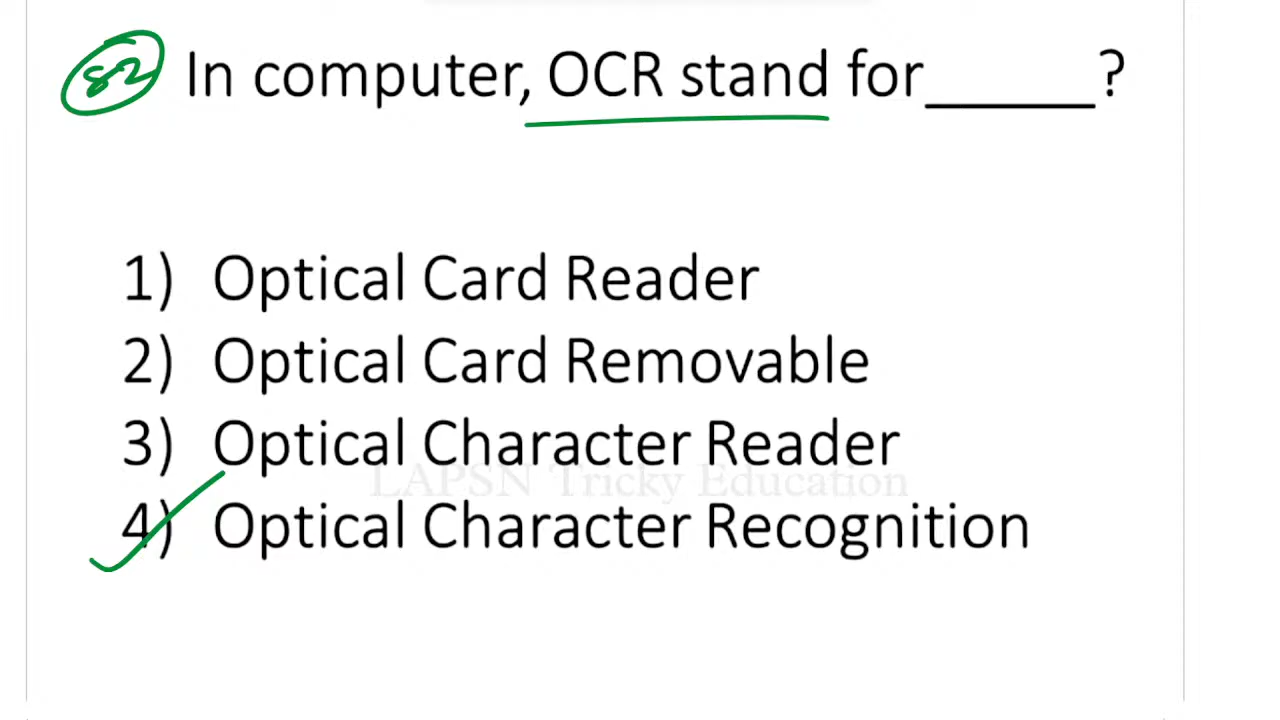 82 In computer, OCR stand for_____?
1) Optical Card Reader
2) Optical Card Removable
3) Optical Character Reader
LAPSN Tricky Education
4) Optical Character Recognition